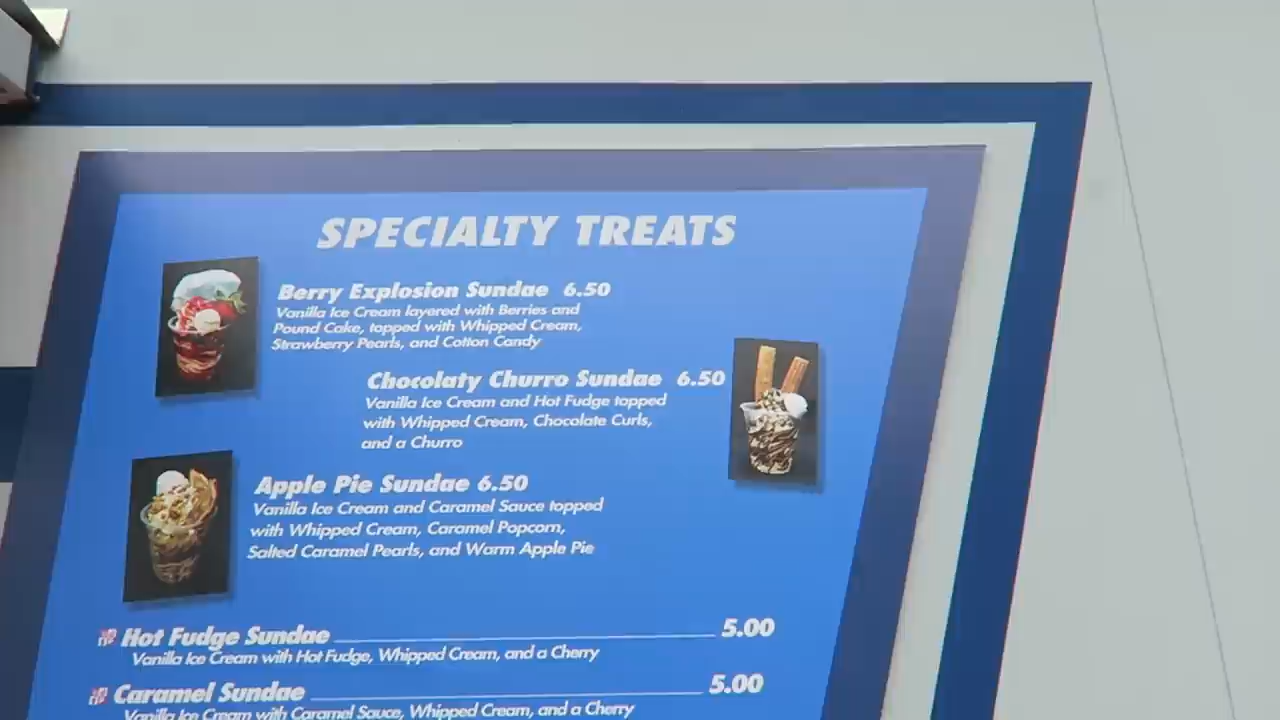 SPECIALTY TREATS
Berry Explosion Sundae 6.50
Vanilla Ice Cream layered with Berries and
Pound Cake, topped with Whipped Cream,
Strawberry Pearls, and Cotton Candy
Chocolaty Churro Sundae 6.50
Vanilla Ice Cream and Hot Fudge topped
with Whipped Cream, Chocolate Curls,
and a Churro
Apple Pie Sundae 6.50
Vanilla Ice Cream and Caramel Sauce topped
with Whipped Cream, Caramel Popcorn,
Salted Caramel Pearls, and Warm Apple Pie
Hot Fudge Sundae 5.00
Vanilla Ice Cream with Hot Fudge, Whipped Cream, and a Cherry
Caramel Sundae 5.00
Vanilla Ice Cream with Caramel Sauce, Whipped Cream, and a Cherry